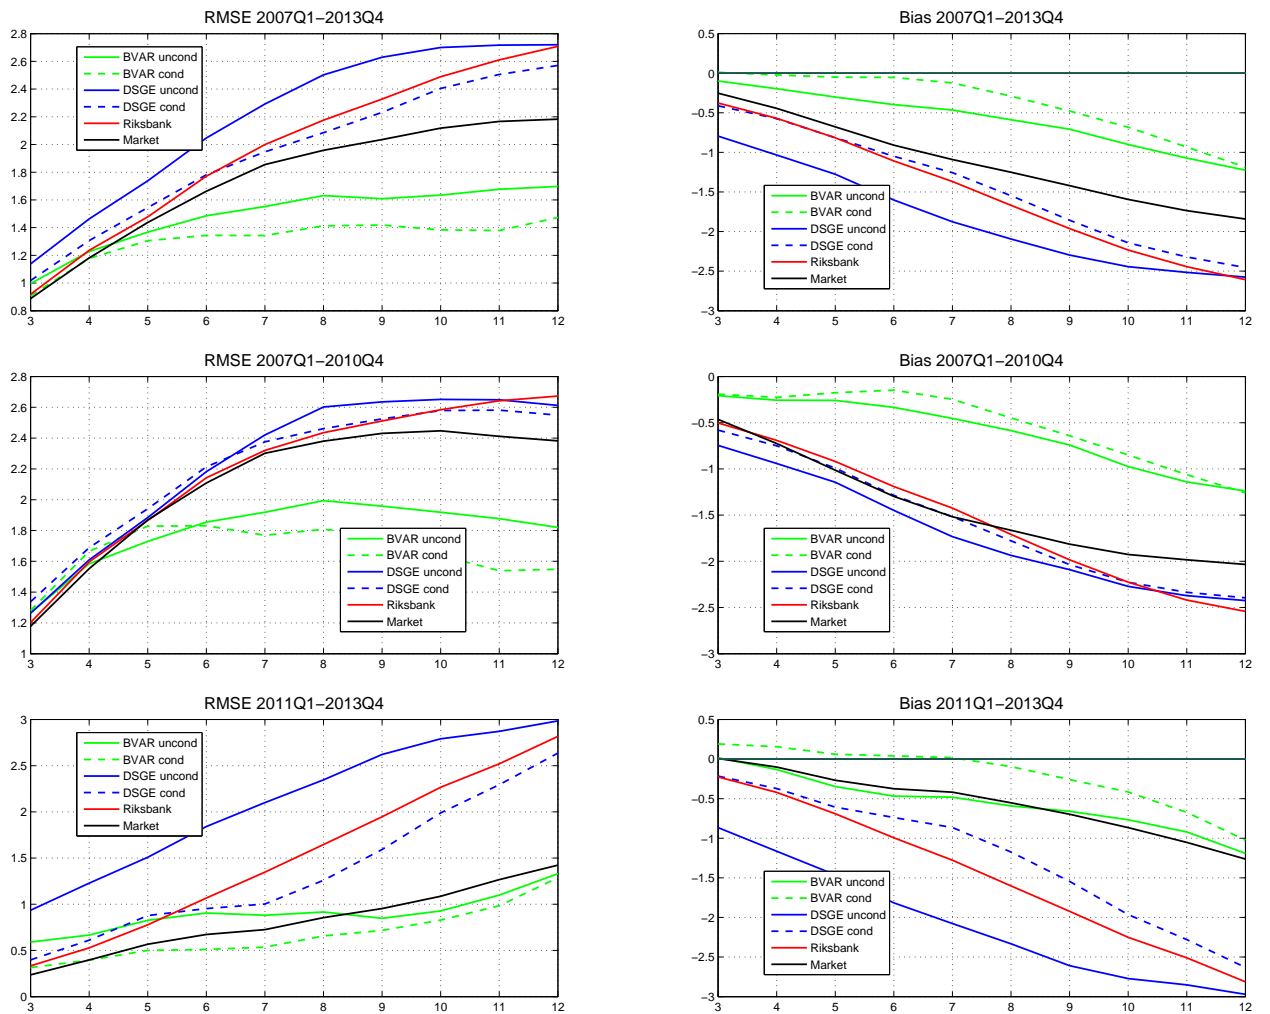 RMSE 2007Q1−2013Q4
2.8
2.6
2.4
2.2
2
1.8
1.6
1.4
1.2
1
0.8
BVAR uncond
BVAR cond
DSGE uncond
DSGE cond
Riksbank
Market
3 4 5 6 7 8 9 10 11 12
Bias 2007Q1−2013Q4
0.5
0
−0.5
−1
−1.5
−2
−2.5
−3
BVAR uncond
BVAR cond
DSGE uncond
DSGE cond
Riksbank
Market
3 4 5 6 7 8 9 10 11 12
RMSE 2007Q1−2010Q4
2.8
2.6
2.4
2.2
2
1.8
1.6
1.4
1.2
1
BVAR uncond
BVAR cond
DSGE uncond
DSGE cond
Riksbank
Market
3 4 5 6 7 8 9 10 11 12
Bias 2007Q1−2010Q4
0
−0.5
−1
−1.5
−2
−2.5
−3
BVAR uncond
BVAR cond
DSGE uncond
DSGE cond
Riksbank
Market
3 4 5 6 7 8 9 10 11 12
RMSE 2011Q1−2013Q4
3
2.5
2
1.5
1
0.5
0
BVAR uncond
BVAR cond
DSGE uncond
DSGE cond
Riksbank
Market
3 4 5 6 7 8 9 10 11 12
Bias 2011Q1−2013Q4
0.5
0
−0.5
−1
−1.5
−2
−2.5
−3
BVAR uncond
BVAR cond
DSGE uncond
DSGE cond
Riksbank
Market
3 4 5 6 7 8 9 10 11 12